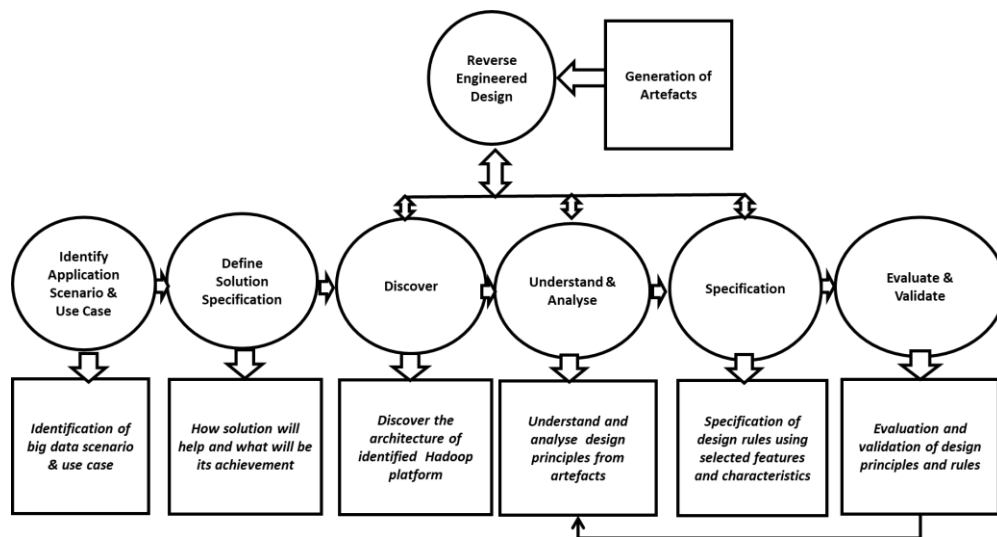 Reverse
Engineered
Design
Generation of
Artefacts
Identify
Application
Scenario &
Use Case
Define
Solution
Specification
Discover
Understand &
Analyse
Specification
Evaluate &
Validate
Identification of
big data scenario
& use case
How solution will
help and what will be
its achievement
Discover the
architecture of
identified Hadoop
platform
Understand and
analyse design
principles from
artefacts
Specification of
design rules using
selected features
and characteristics
Evaluation and
validation of design
principles and rules